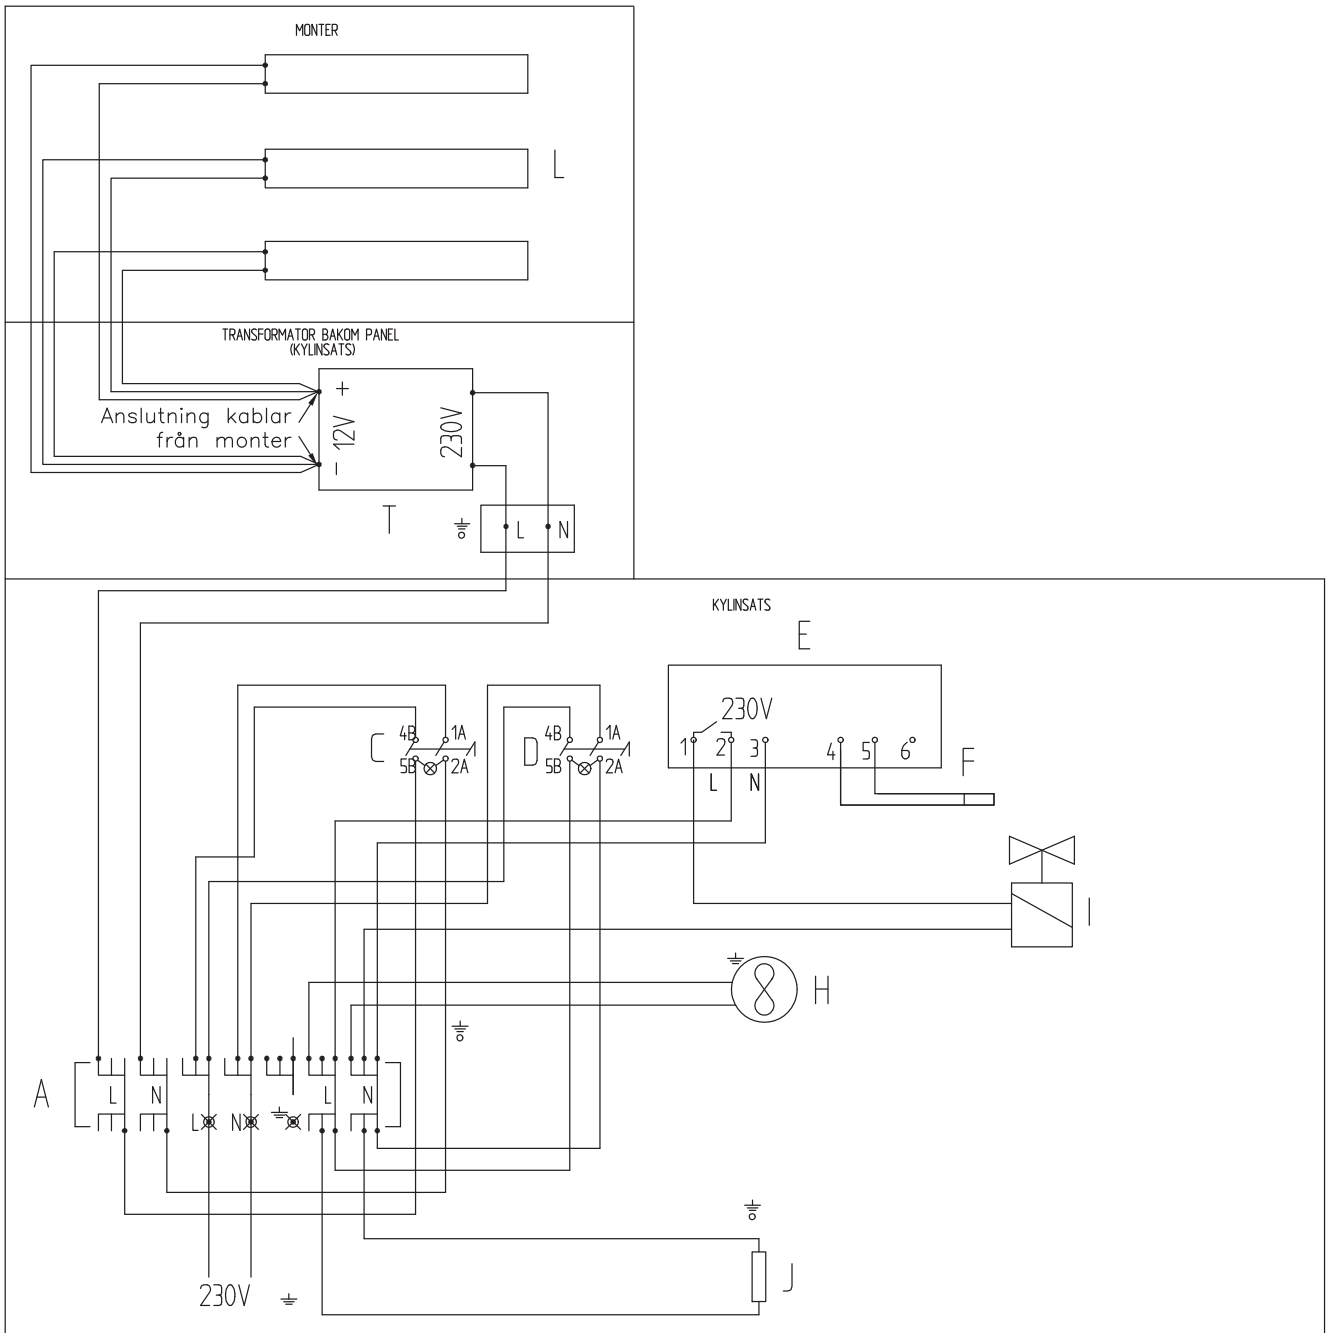 MONTER
L
TRANSFORMATOR BAKOM PANEL
(KYLINSATS)
+
12V
-
230V
Anslutning kablar
från monter
T
L N
KYLINSATS
E
230V
1 2 3 4 5 6
L N
F
C 4B 1A
5B 2A
D 4B 1A
5B 2A
I
H
A
L N L N L N
J
230V